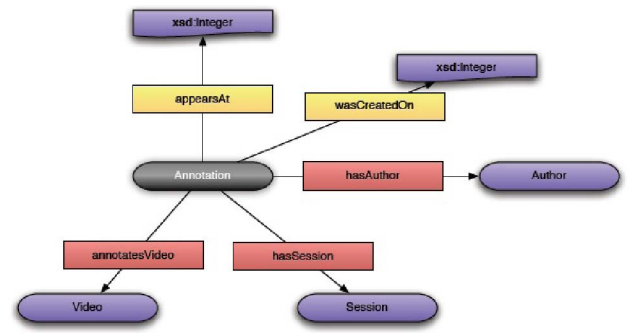 xsd:Integer
xsd:Integer
appearsAt
wasCreatedOn
Annotation
hasAuthor
Author
annotatesVideo
hasSession
Video
Session